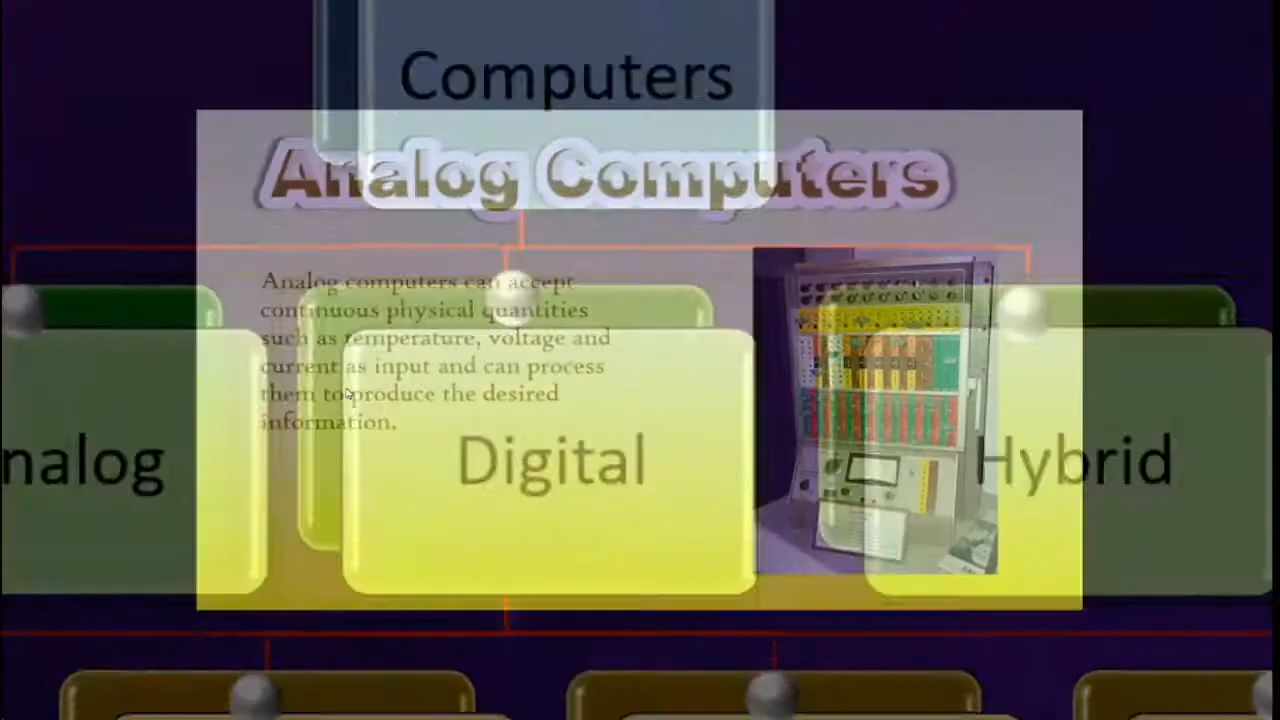 Computers
Analog Computers
Analog computers can accept
continuous physical quantities
such as temperature, voltage and
current as input and can process
them to produce the desired
information.
nalog
Digital
Hybrid